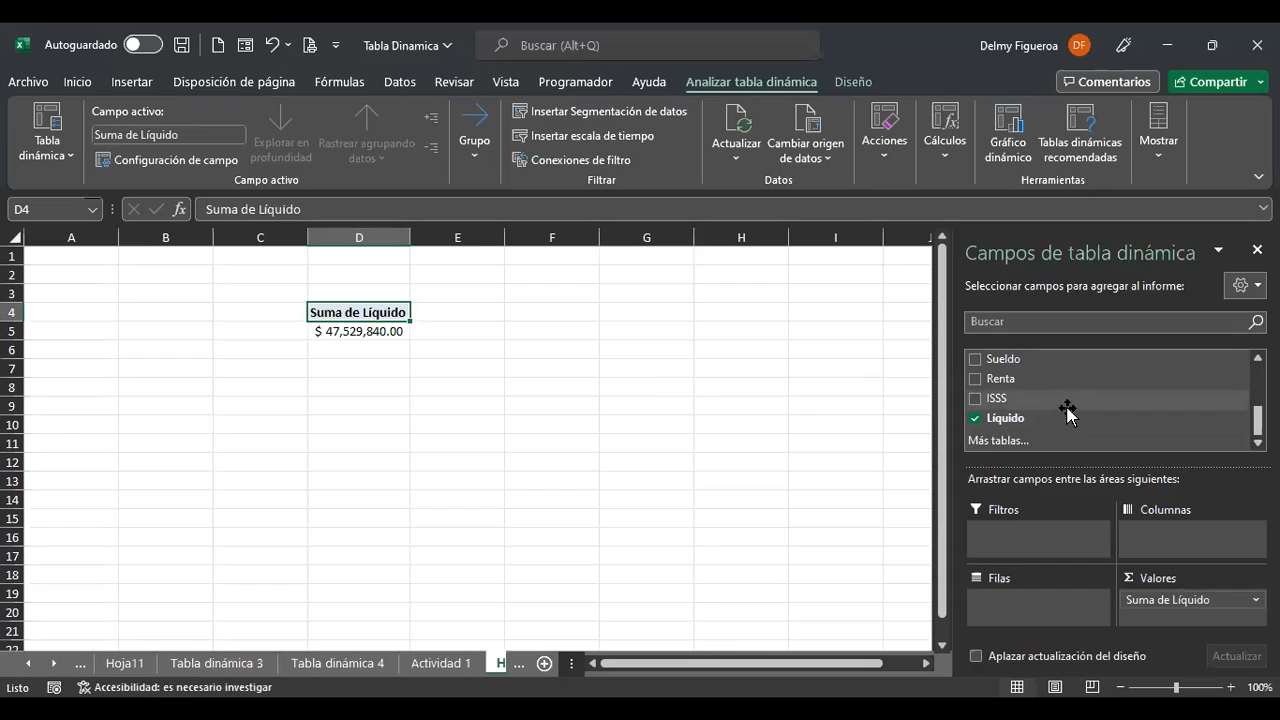 Autoguardado
Tabla Dinamica
Buscar (Alt+Q)
Delmy Figueroa
DF
Archivo Inicio Insertar Disposición de página Fórmulas Datos Revisar Vista Programador Ayuda Analizar tabla dinámica Diseño
Comentarios
Compartir
Tabla
dinámica
Campo activo:
Suma de Líquido
Configuración de campo
Explorar en
profundidad
Rastrear agrupando
datos
Campo activo
Grupo
Insertar Segmentación de datos
Insertar escala de tiempo
Conexiones de filtro
Filtrar
Actualizar
Cambiar origen
de datos
Datos
Acciones
Cálculos
Gráfico
dinámico
Tablas dinámicas
recomendadas
Herramientas
Mostrar
D4
fx
Suma de Líquido
A B C D E F G H I J
1
2
3
4 Suma de Líquido
5 $ 47,529,840.00
6
7
8
9
10
11
12
13
14
15
16
17
18
19
20
21
22
Campos de tabla dinámica
Seleccionar campos para agregar al informe:
Buscar
Sueldo
Renta
ISSS
Líquido
Más tablas...
Arrastrar campos entre las áreas siguientes:
Filtros
Columnas
Filas
Σ Valores
Suma de Líquido
Aplazar actualización del diseño
Actualizar
... Hoja11 Tabla dinámica 3 Tabla dinámica 4 Actividad 1 H ...
Listo
Accesibilidad: es necesario investigar
100%